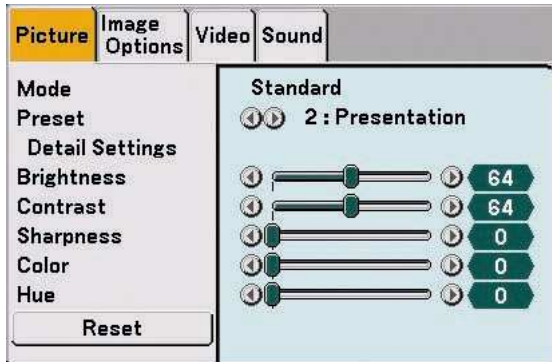 Picture Image Options Video Sound
Mode Standard
Preset 2 : Presentation
Detail Settings
Brightness 64
Contrast 64
Sharpness 0
Color 0
Hue 0
Reset